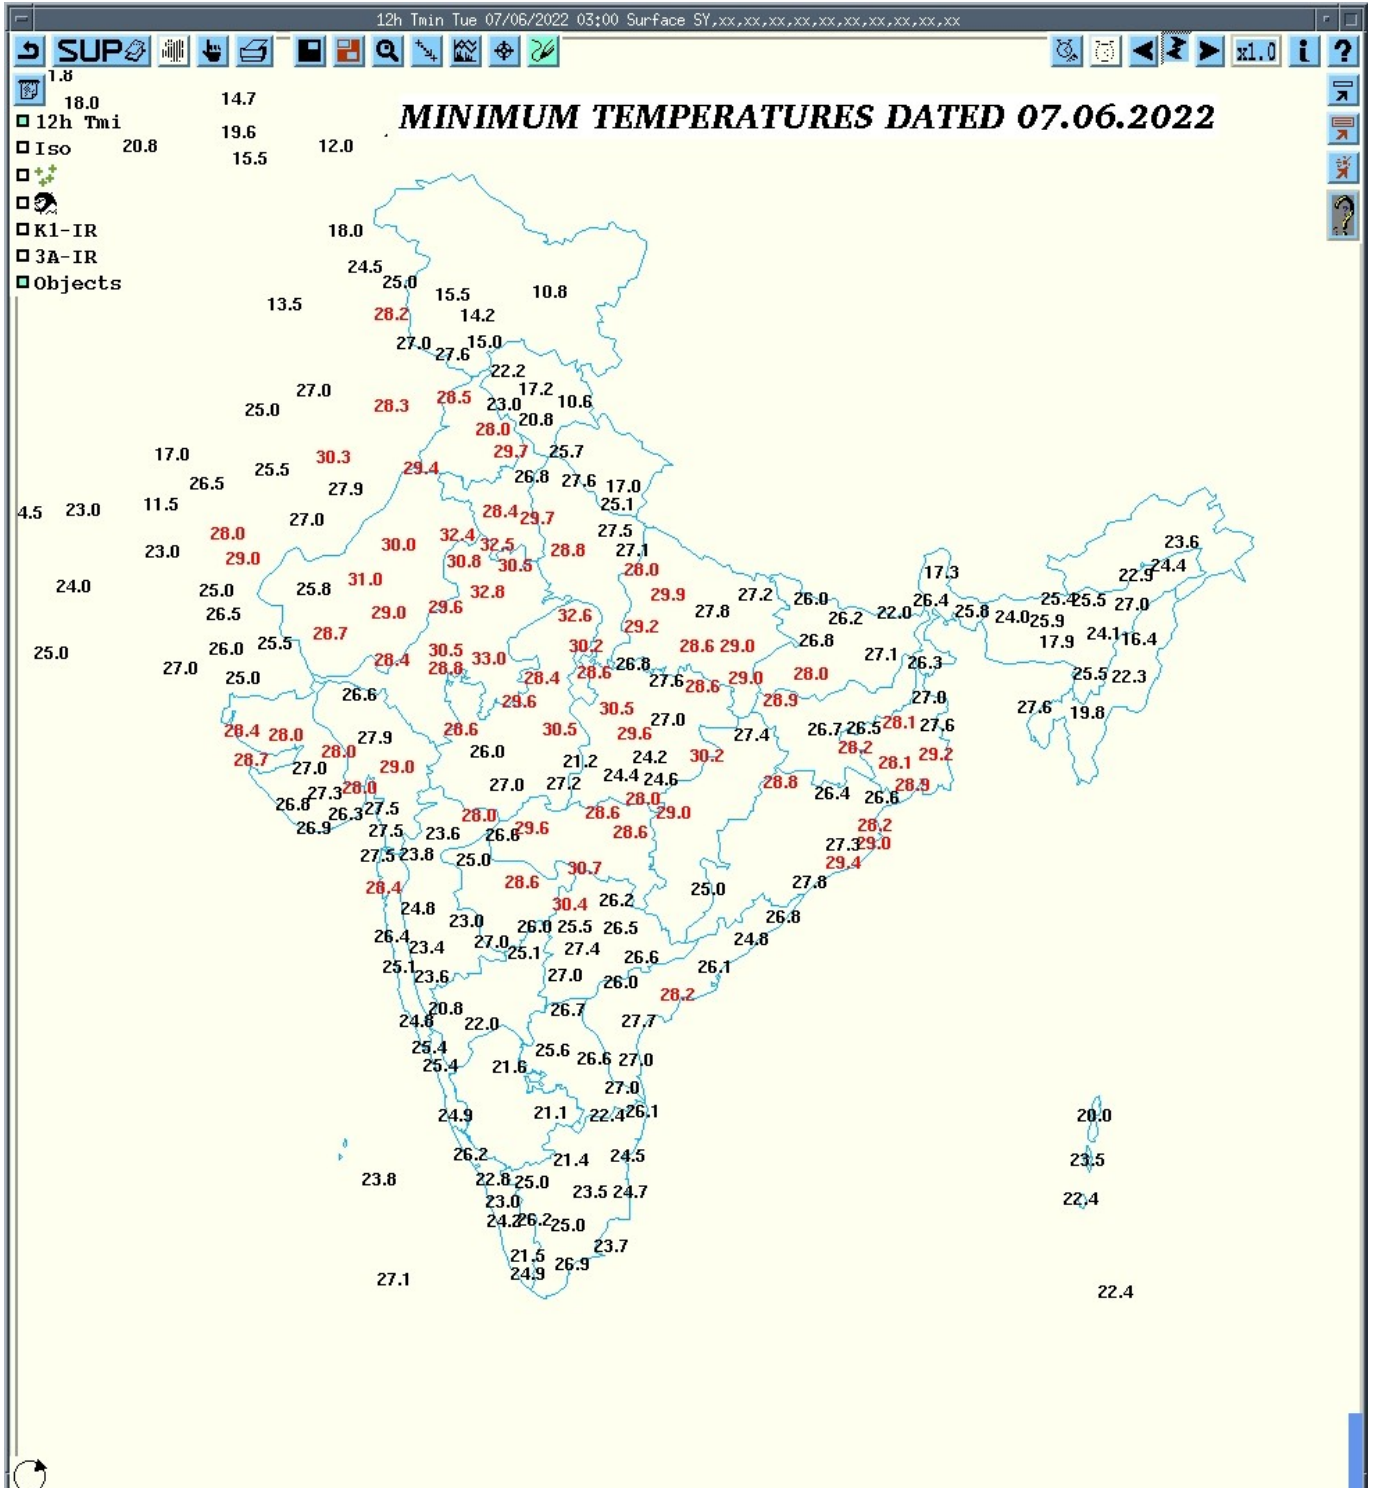 12h Tmin Tue 07/06/2022 03:00 Surface SY,xx,xx,xx,xx,xx,xx,xx,xx,xx,xx
SUP x1.0 i ?
1.8
18.0 14.7
MINIMUM TEMPERATURES DATED 07.06.2022
12h Tmi 19.6
Iso 20.8 15.5 12.0
K1-IR 18.0
3A-IR 24.5
Objects 25.0 15.5 10.8
13.5 28.2 14.2
27.0 27.6 15.0
22.2
27.0 28.5 17.2
25.0 28.3 23.0 10.6
20.8
28.0
17.0 30.3 29.7 25.7
25.5 29.4
26.5 27.9 26.8 27.6 17.0
4.5 23.0 11.5 25.1
27.0 28.4 29.7
28.0 32.4 27.5
23.0 29.0 30.0 32.5 28.8 27.1 23.6
30.8 30.5 28.0 17.3 22.9 24.4
24.0 25.0 25.8 31.0 32.8 29.9 27.2 26.0 26.4 25.4 25.5 27.0
26.5 29.0 29.6 32.6 27.8 26.2 22.0 25.8 24.0 25.9
28.7 29.2 26.8 17.9 24.1 16.4
25.0 26.0 25.5 30.5 30.2 28.6 29.0 27.1
27.0 28.4 28.8 33.0 26.8 26.3
25.0 28.4 28.6 27.6 28.6 29.0 28.0 25.5 22.3
26.6 29.6 28.9 27.0
30.5 27.6 19.8
28.4 28.0 27.9 28.6 30.5 29.6 27.0 27.4 26.7 26.5 28.1 27.6
28.7 28.0 26.0 28.2 29.2
27.0 29.0 21.2 24.2 30.2 28.1
27.3 28.0 27.0 27.2 24.4 24.6 28.8 28.9
26.8 26.3 27.5 28.0 28.0 26.4 26.6
26.9 27.5 23.6 28.0 26.6 29.6 28.6 28.6 29.0 28.2
27.5 23.8 25.0 27.3 29.0
30.7 29.4
28.4 28.6 25.0 27.8
24.8 30.4 26.2
23.0 26.0 25.5 26.5 26.8
26.4 23.4 27.0 25.1 27.4 24.8
25.1 23.6 27.0 26.6 26.1
26.0 28.2
20.8 26.7
24.8 22.0 27.7
25.4 25.6
25.4 21.6 26.6 27.0
27.0
24.9 21.1 22.4 26.1 20.0
26.2 21.4 24.5 23.5
23.8 22.8 25.0
23.0 23.5 24.7 22.4
26.2 25.0
21.5 23.7
27.1 24.9 26.9
22.4